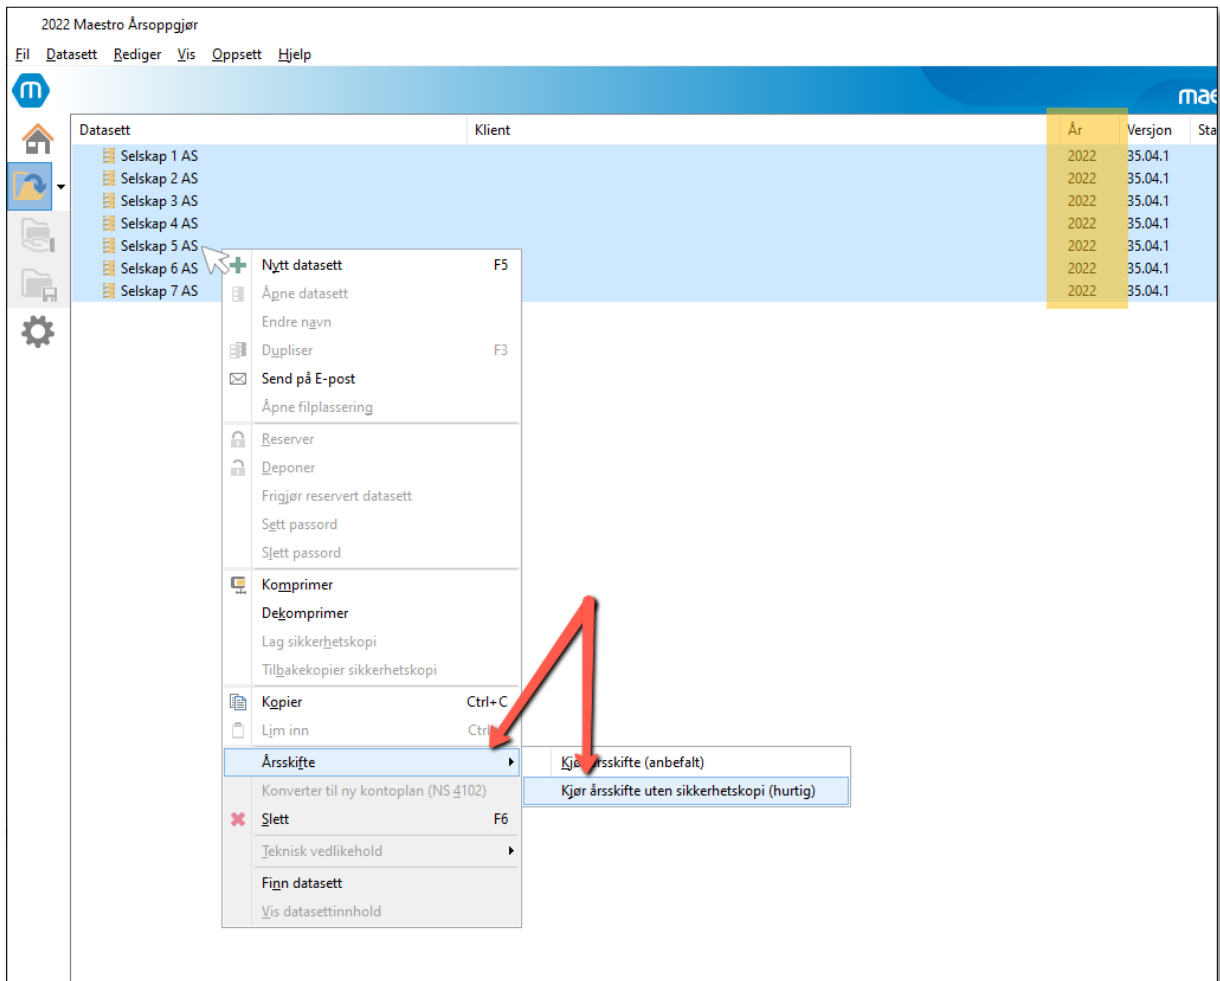 2022 Maestro Årsoppgjør
Fil Datasett Rediger Vis Oppsett Hjelp
m
mae
Datasett Klient År Versjon Sta
Selskap 1 AS 2022 35.04.1
Selskap 2 AS 2022 35.04.1
Selskap 3 AS 2022 35.04.1
Selskap 4 AS 2022 35.04.1
Selskap 5 AS 2022 35.04.1
Selskap 6 AS 2022 35.04.1
Selskap 7 AS 2022 35.04.1
Nytt datasett F5
Åpne datasett
Endre navn
Dupliser F3
Send på E-post
Åpne filplassering
Reserver
Deponer
Frigjør reservert datasett
Sett passord
Slett passord
Komprimer
Dekomprimer
Lag sikkerhetskopi
Tilbakekopier sikkerhetskopi
Kopier Ctrl+C
Lim inn
Årsskifte
Kjør årsskifte (anbefalt)
Kjør årsskifte uten sikkerhetskopi (hurtig)
Konverter til ny kontoplan (NS 4102)
Slett F6
Teknisk vedlikehold
Finn datasett
Vis datasettinnhold